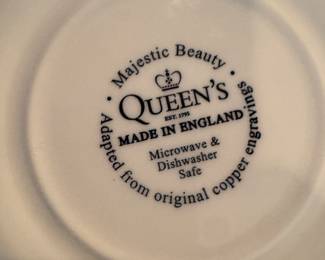 Majestic Beauty
QUEEN'S
EST. 1795
MADE IN ENGLAND
Microwave &
Dishwasher
Safe
Adapted from original copper engravings